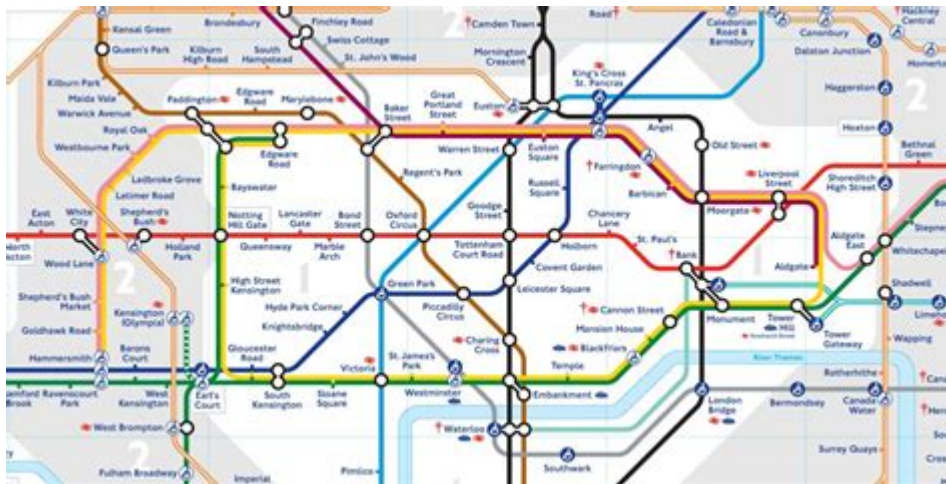 Kensal Green
Brondesbury
Finchley Road
Camden Town
Road
Caledonian
Road &
Barnsbury
Canonbury
Hackney
Central
Queen's Park
Kilburn
High Road
South
Hampstead
Swiss Cottage
St. John's Wood
Mornington
Crescent
Dalston Junction
Kilburn Park
Maida Vale
Warwick Avenue
Paddington
Edgware
Road
Marylebone
Baker
Street
Great
Portland
Street
Euston
King's Cross
St. Pancras
Haggerston
2
Royal Oak
Westbourne Park
Edgware
Road
Warren Street
Euston
Square
Angel
Old Street
Hoxton
Ladbroke Grove
Latimer Road
Bayswater
Regent's Park
Russell
Square
Farringdon
Barbican
Liverpool
Street
Moorgate
Shoreditch
High Street
Bethnal
Green
East
Acton
White
City
Shepherd's
Bush
Notting
Hill Gate
Lancaster
Gate
Bond
Street
Oxford
Circus
Goodge
Street
Chancery
Lane
St. Paul's
Aldgate
East
Whitechapel
North
Acton
Wood Lane
Holland
Park
Queensway
Marble
Arch
Tottenham
Court Road
Holborn
Bank
Aldgate
Shadwell
Shepherd's Bush
Market
2
Kensington
(Olympia)
High Street
Kensington
1
Hyde Park Corner
Green Park
Covent Garden
Leicester Square
1
Goldhawk Road
Knightsbridge
Piccadilly
Circus
Cannon Street
Mansion House
Monument
Tower
Hill
Tower
Gateway
Wapping
Hammersmith
Barons
Court
Gloucester
Road
Victoria
St. James's
Park
Charing
Cross
Blackfriars
Temple
River Thames
Rotherhithe
Ravenscourt
Park
West
Kensington
Earl's
Court
South
Kensington
Sloane
Square
Westminster
Embankment
London
Bridge
Bermondsey
Canada
Water
West Brompton
Waterloo
Fulham Broadway
2
Imperial
Pimlico
Southwark
Surrey Quays